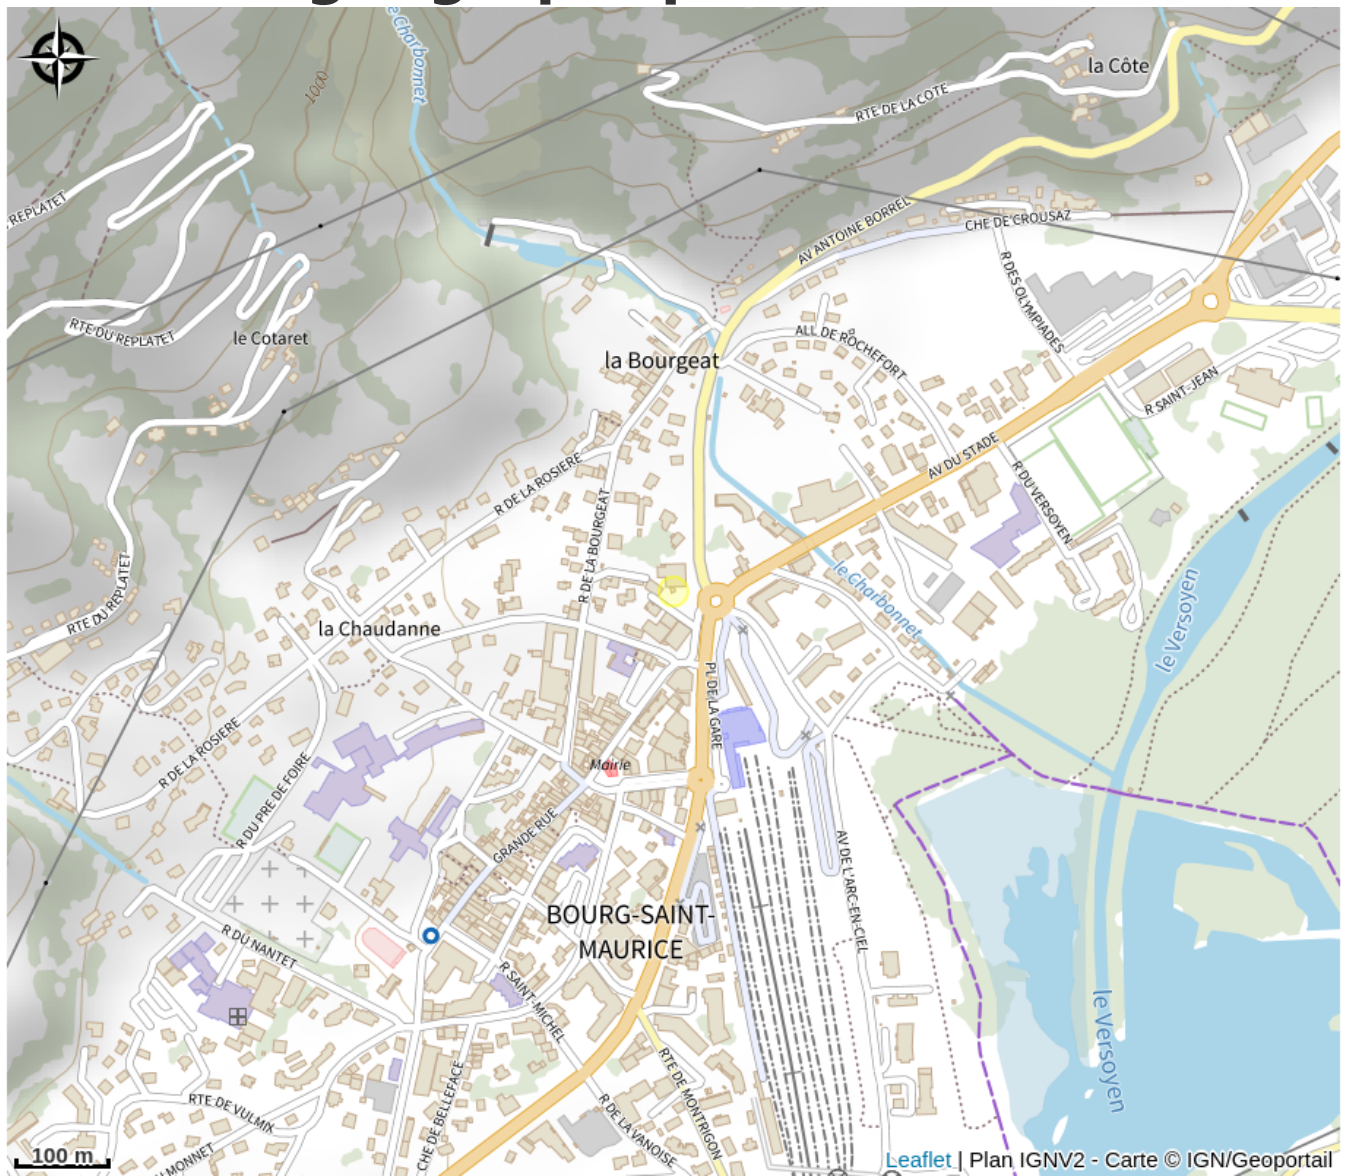 le Charbonnet
1000
la Côte
RTE DE LA COTE
REPLATET
AV ANTOINE BORREL
CHE DE CROUSAZ
R DES OLYMPIADES
RTE DU REPLATET
le Cotaret
la Bourgeat
ALL DE ROCHEFORT
R SAINT-JEAN
AV DU STADE
R DE LA ROSIERE
R DE LA BOURGEAT
R DU VERSOYEN
le Charbonnet
le Versoyen
RTE DU REPLATET
la Chaudanne
PL DE LA GARE
R DE LA ROSIERE
R DU PRE DE FOIRE
Mairie
GRANDE RUE
AV DE L'ARC-EN-CIEL
BOURG-SAINT-
MAURICE
R DU NANTET
R SAINT-MICHEL
le Versoyen
RTE DE MONTRIGON
RTE DE VULMIX
CHE DE BELLEFACE
R DE LA VANOISE
MONNET
100 m
Leaflet | Plan IGNV2 - Carte © IGN/Geoportail